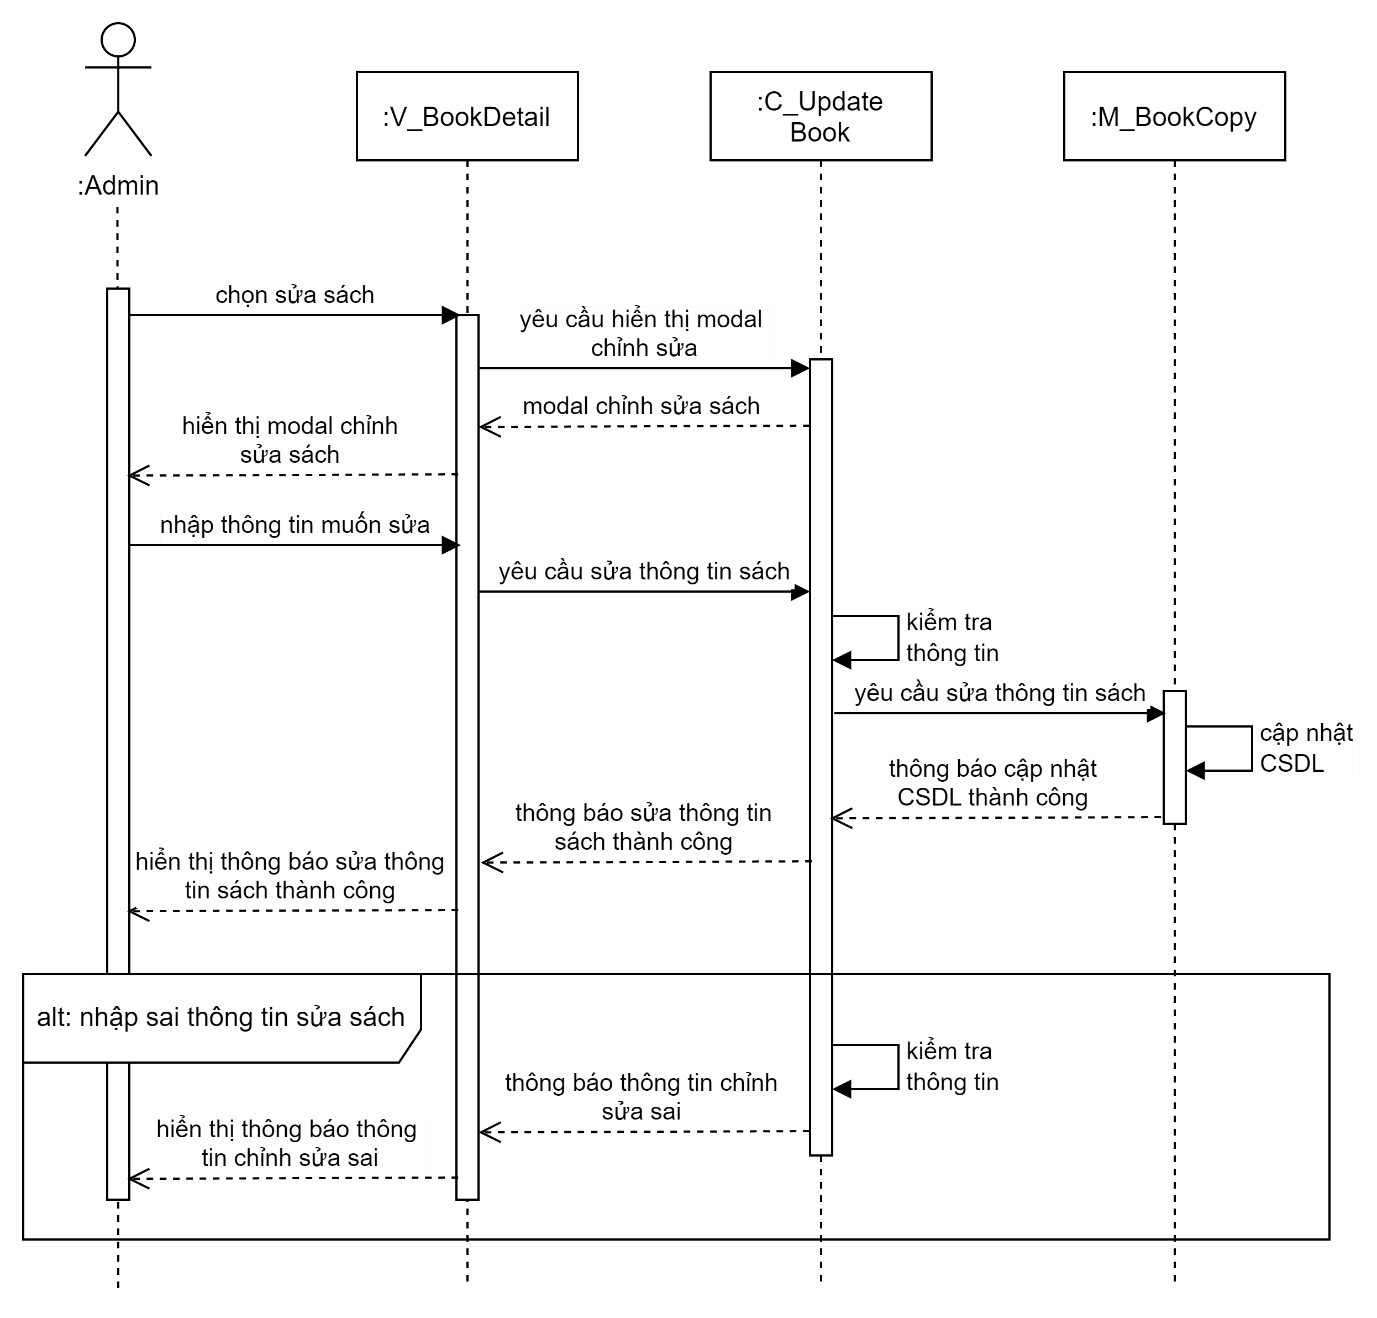 :Admin
:V_BookDetail
:C_Update
Book
:M_BookCopy
chọn sửa sách
yêu cầu hiển thị modal
chỉnh sửa
modal chỉnh sửa sách
hiển thị modal chỉnh
sửa sách
nhập thông tin muốn sửa
yêu cầu sửa thông tin sách
kiểm tra
thông tin
yêu cầu sửa thông tin sách
cập nhật
CSDL
thông báo cập nhật
CSDL thành công
thông báo sửa thông tin
sách thành công
hiển thị thông báo sửa thông
tin sách thành công
alt: nhập sai thông tin sửa sách
kiểm tra
thông tin
thông báo thông tin chỉnh
sửa sai
hiển thị thông báo thông
tin chỉnh sửa sai